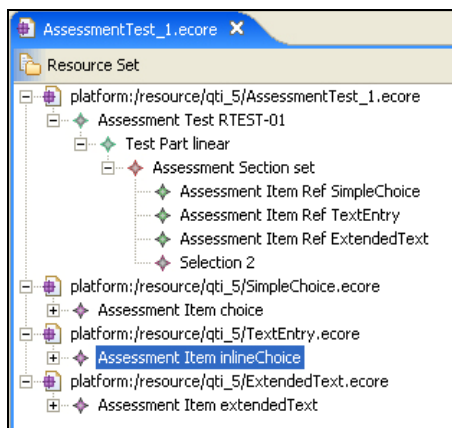 AssessmentTest_1.ecore
Resource Set
platform:/resource/qti_5/AssessmentTest_1.ecore
Assessment Test RTEST-01
Test Part linear
Assessment Section set
Assessment Item Ref SimpleChoice
Assessment Item Ref TextEntry
Assessment Item Ref ExtendedText
Selection 2
platform:/resource/qti_5/SimpleChoice.ecore
Assessment Item choice
platform:/resource/qti_5/TextEntry.ecore
Assessment Item inlineChoice
platform:/resource/qti_5/ExtendedText.ecore
Assessment Item extendedText